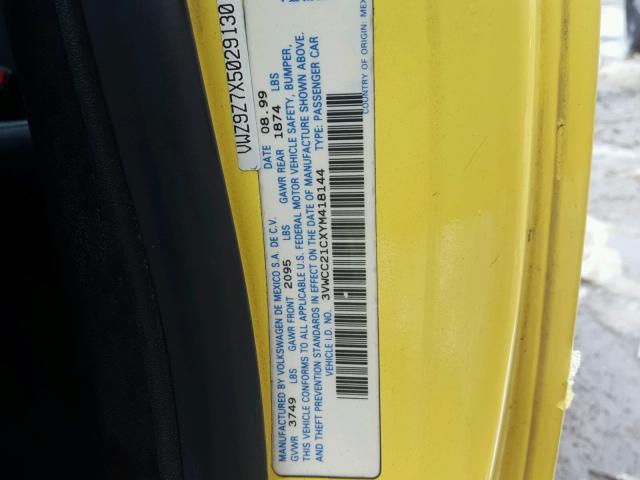 VWZ9Z7X5029130
MANUFACTURED BY VOLKSWAGEN DE MEXICO S.A. DE C.V. DATE 08.99
GVWR 3749 LBS GAWR FRONT 2095 LBS GAWR REAR 1874 LBS
THIS VEHICLE CONFORMS TO ALL APPLICABLE U.S. FEDERAL MOTOR VEHICLE SAFETY, BUMPER,
AND THEFT PREVENTION STANDARDS IN EFFECT ON THE DATE OF MANUFACTURE SHOWN ABOVE.
VEHICLE I.D. NO. 3VWCC21CXYM418144 TYPE: PASSENGER CAR
COUNTRY OF ORIGIN: MEX